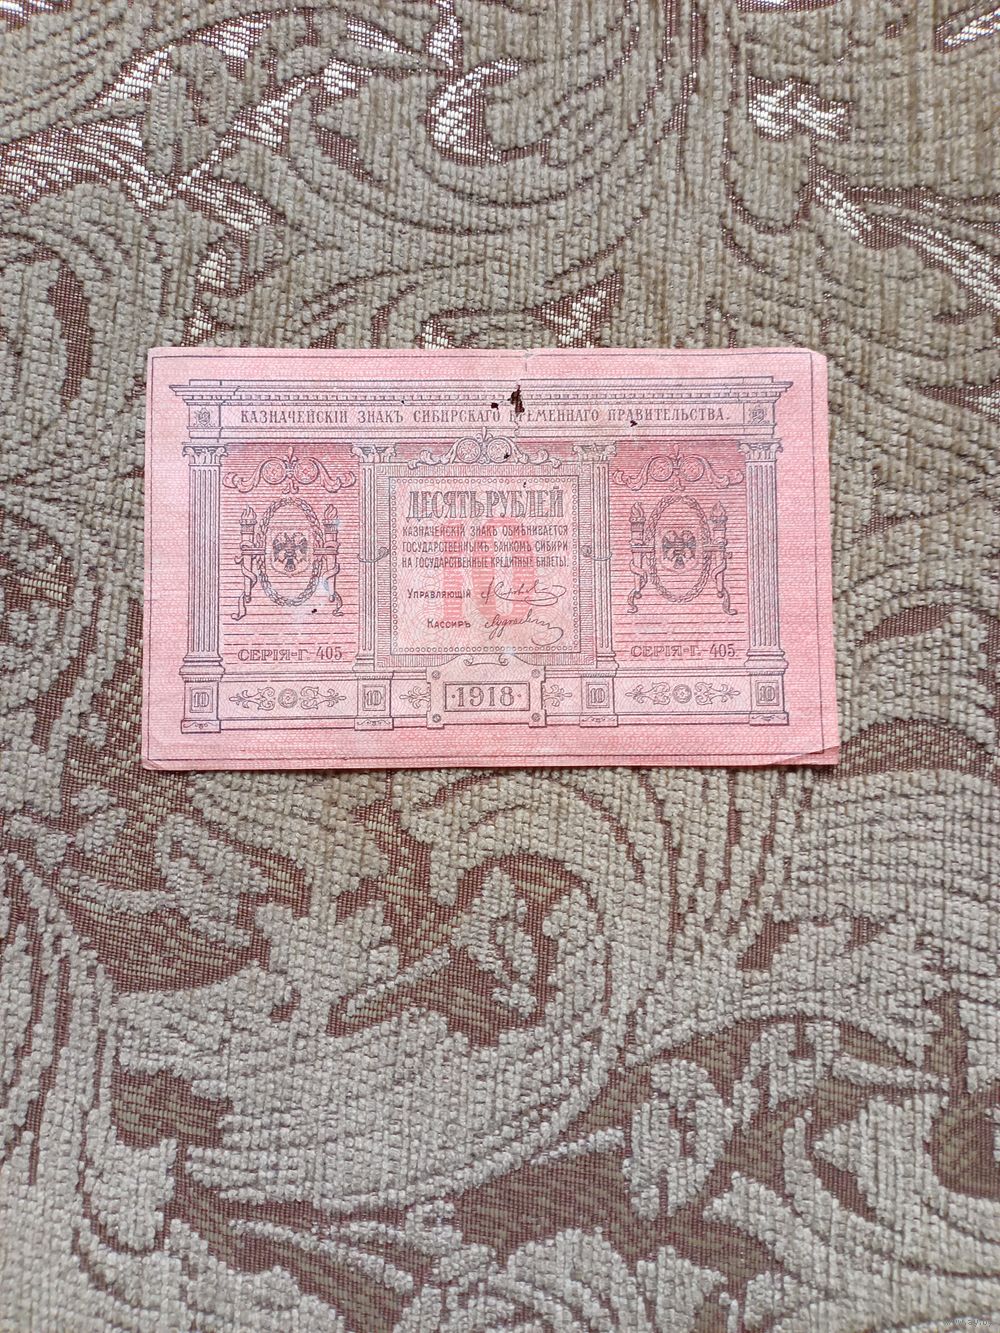 КАЗНАЧЕЙСКІЙ ЗНАКЪ СИБИРСКАГО ВРЕМЕННАГО ПРАВИТЕЛЬСТВА.
ДЕСЯТЬ РУБЛЕЙ
КАЗНАЧЕЙСКІЙ ЗНАКЪ ОБМѢНИВАЕТСЯ
ГОСУДАРСТВЕННЫМЪ БАНКОМЪ СИБИРИ
НА ГОСУДАРСТВЕННЫЕ КРЕДИТНЫЕ БИЛЕТЫ.
10
УПРАВЛЯЮЩІЙ
КАССИРЪ
СЕРІЯ-Г.-405.
СЕРІЯ-Г.-405.
10
10
·1918·
10
10